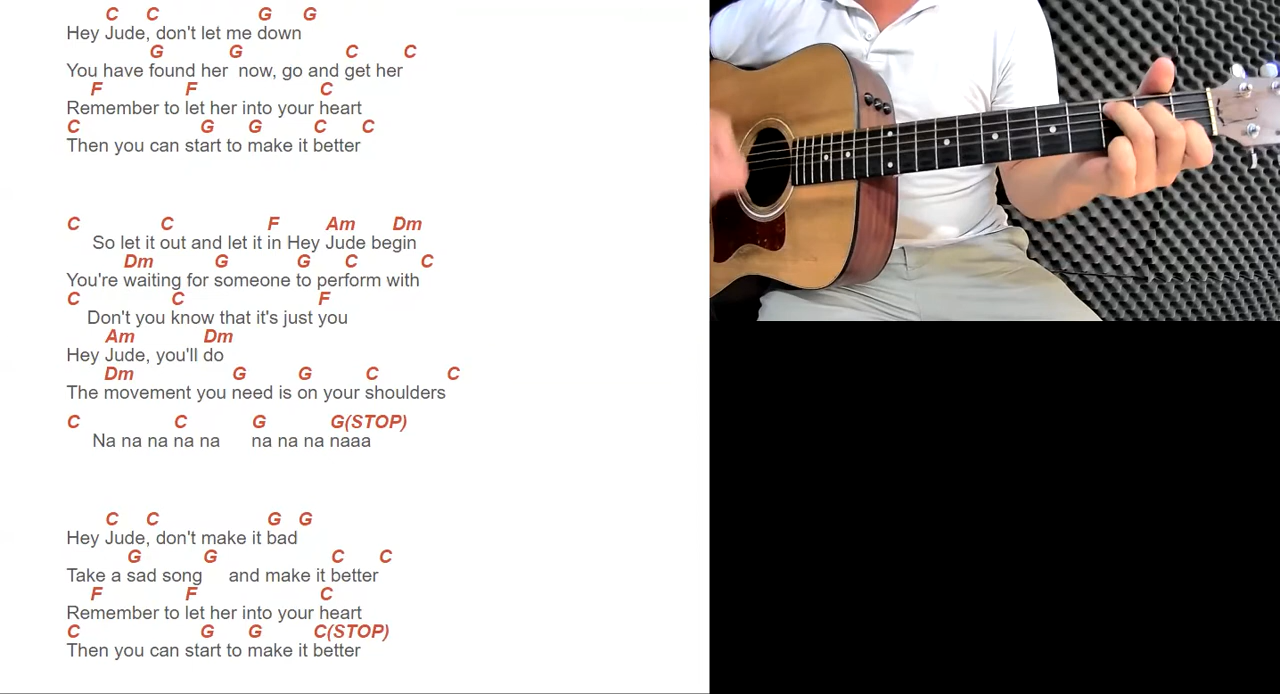 C C G G
Hey Jude, don't let me down
G G C C
You have found her now, go and get her
F F C
Remember to let her into your heart
C G G C C
Then you can start to make it better
C C F Am Dm
So let it out and let it in Hey Jude begin
Dm G G C C
You're waiting for someone to perform with
C C F
Don't you know that it's just you
Am Dm
Hey Jude, you'll do
Dm G G C C
The movement you need is on your shoulders
C C G G(STOP)
Na na na na na na na na naaa
C C G G
Hey Jude, don't make it bad
G G C C
Take a sad song and make it better
F F C
Remember to let her into your heart
C G G C(STOP)
Then you can start to make it better